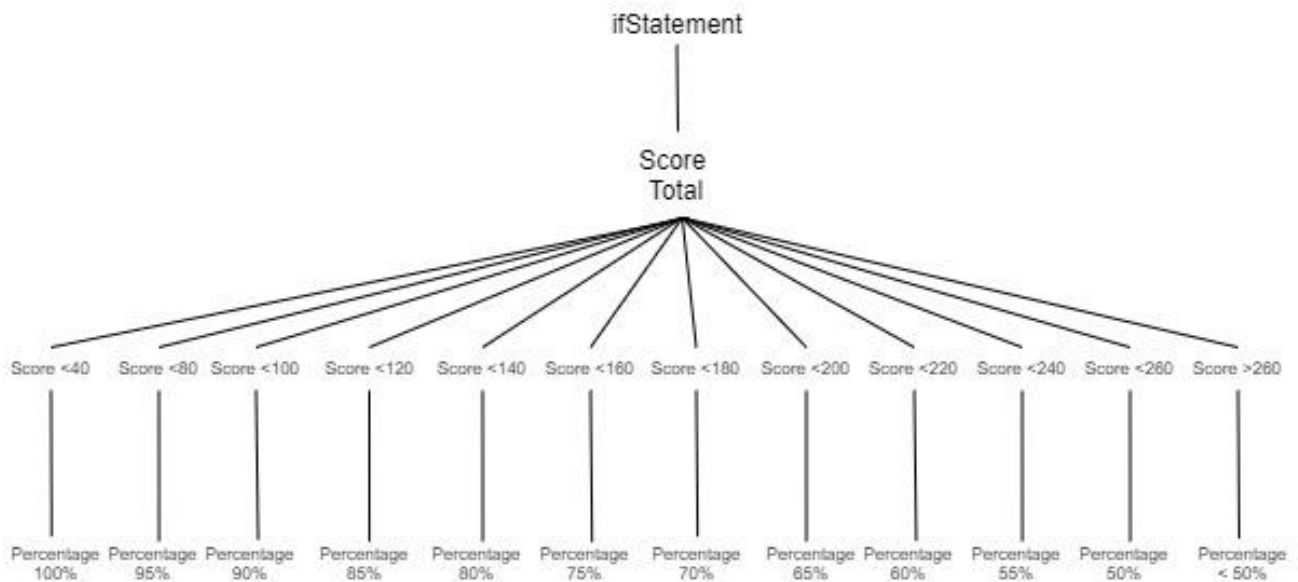 ifStatement
Score
Total
Score <40 Score <80 Score <100 Score <120 Score <140 Score <160 Score <180 Score <200 Score <220 Score <240 Score <260 Score >260
Percentage Percentage Percentage Percentage Percentage Percentage Percentage Percentage Percentage Percentage Percentage Percentage
100% 95% 90% 85% 80% 75% 70% 65% 60% 55% 50% < 50%